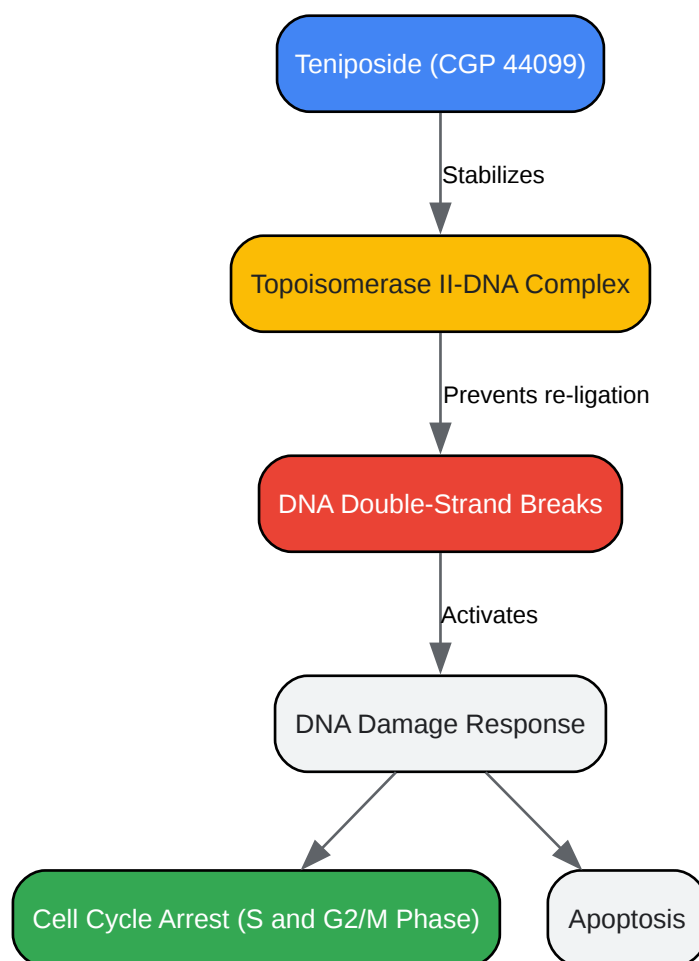 Teniposide (CGP 44099)
Stabilizes
Topoisomerase II-DNA Complex
Prevents re-ligation
DNA Double-Strand Breaks
Activates
DNA Damage Response
Cell Cycle Arrest (S and G2/M Phase)
Apoptosis